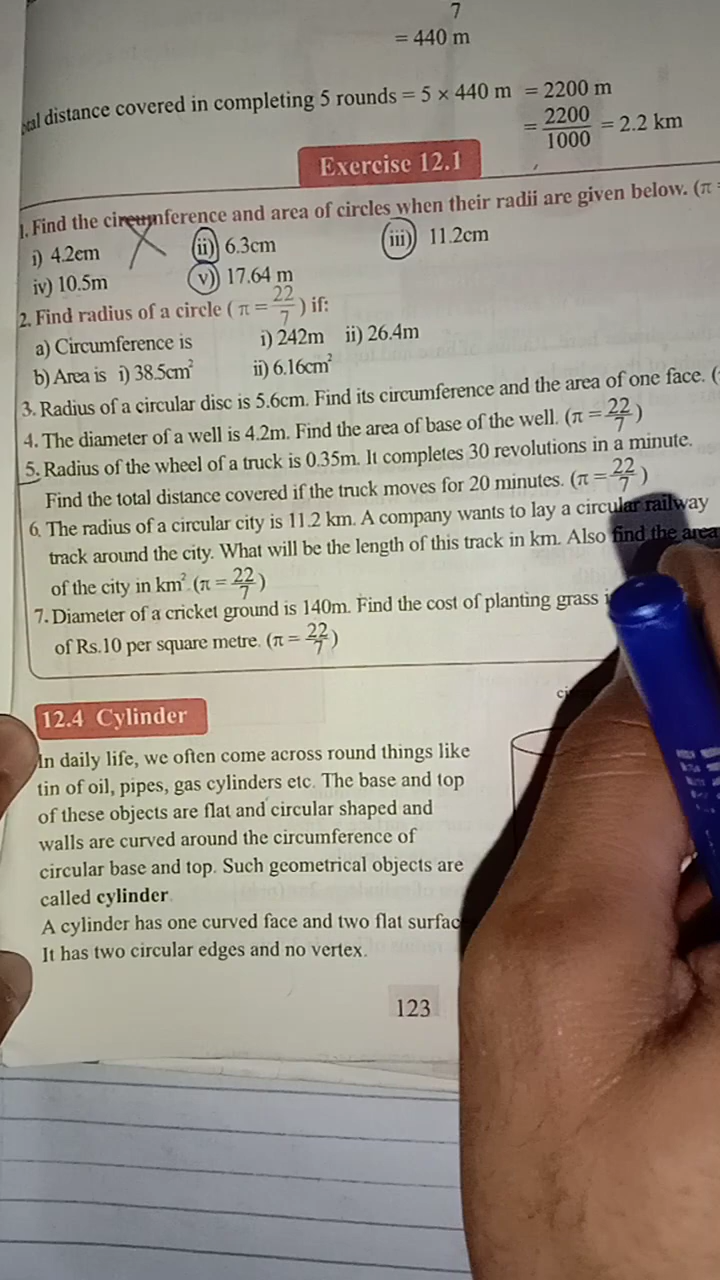 7
= 440 m
distance covered in completing 5 rounds = 5 × 440 m = 2200 m
= 2200/1000 = 2.2 km
Exercise 12.1
1. Find the circumference and area of circles when their radii are given below. (π =
i) 4.2cm ii) 6.3cm iii) 11.2cm
iv) 10.5m v) 17.64 m
2. Find radius of a circle ( π = 22/7 ) if:
a) Circumference is i) 242m ii) 26.4m
b) Area is i) 38.5cm² ii) 6.16cm²
3. Radius of a circular disc is 5.6cm. Find its circumference and the area of one face. (
4. The diameter of a well is 4.2m. Find the area of base of the well. (π = 22/7 )
5. Radius of the wheel of a truck is 0.35m. It completes 30 revolutions in a minute.
Find the total distance covered if the truck moves for 20 minutes. (π = 22/7 )
6. The radius of a circular city is 11.2 km. A company wants to lay a circular railway
track around the city. What will be the length of this track in km. Also find the area
of the city in km². (π = 22/7 )
7. Diameter of a cricket ground is 140m. Find the cost of planting grass
of Rs.10 per square metre. (π = 22/7 )
12.4 Cylinder
In daily life, we often come across round things like
tin of oil, pipes, gas cylinders etc. The base and top
of these objects are flat and circular shaped and
walls are curved around the circumference of
circular base and top. Such geometrical objects are
called cylinder.
A cylinder has one curved face and two flat
It has two circular edges and no vertex.
123